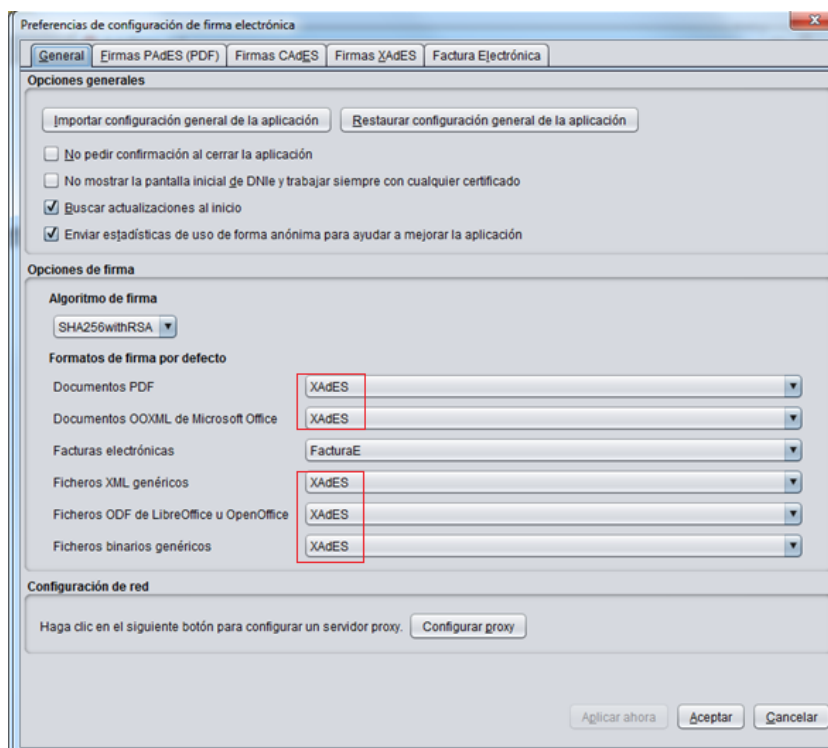 Preferencias de configuración de firma electrónica
General Firmas PAdES (PDF) Firmas CAdES Firmas XAdES Factura Electrónica
Opciones generales
Importar configuración general de la aplicación Restaurar configuración general de la aplicación
No pedir confirmación al cerrar la aplicación
No mostrar la pantalla inicial de DNIe y trabajar siempre con cualquier certificado
Buscar actualizaciones al inicio
Enviar estadísticas de uso de forma anónima para ayudar a mejorar la aplicación
Opciones de firma
Algoritmo de firma
SHA256withRSA
Formatos de firma por defecto
Documentos PDF XAdES
Documentos OOXML de Microsoft Office XAdES
Facturas electrónicas FacturaE
Ficheros XML genéricos XAdES
Ficheros ODF de LibreOffice u OpenOffice XAdES
Ficheros binarios genéricos XAdES
Configuración de red
Haga clic en el siguiente botón para configurar un servidor proxy. Configurar proxy
Aplicar ahora Aceptar Cancelar